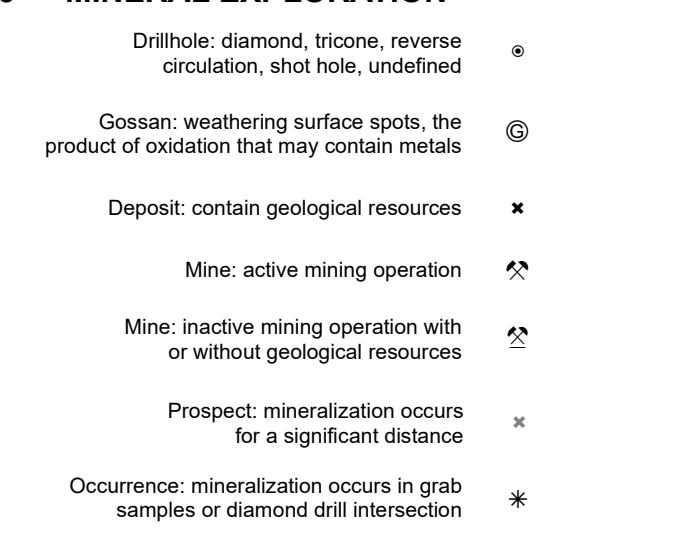 MINERAL EXPLORATION
Drillhole: diamond, tricone, reverse
circulation, shot hole, undefined
Gossan: weathering surface spots, the
G
product of oxidation that may contain metals
Deposit: contain geological resources
Mine: active mining operation
Mine: inactive mining operation with
or without geological resources
Prospect: mineralization occurs
for a significant distance
Occurrence: mineralization occurs in grab
samples or diamond drill intersection